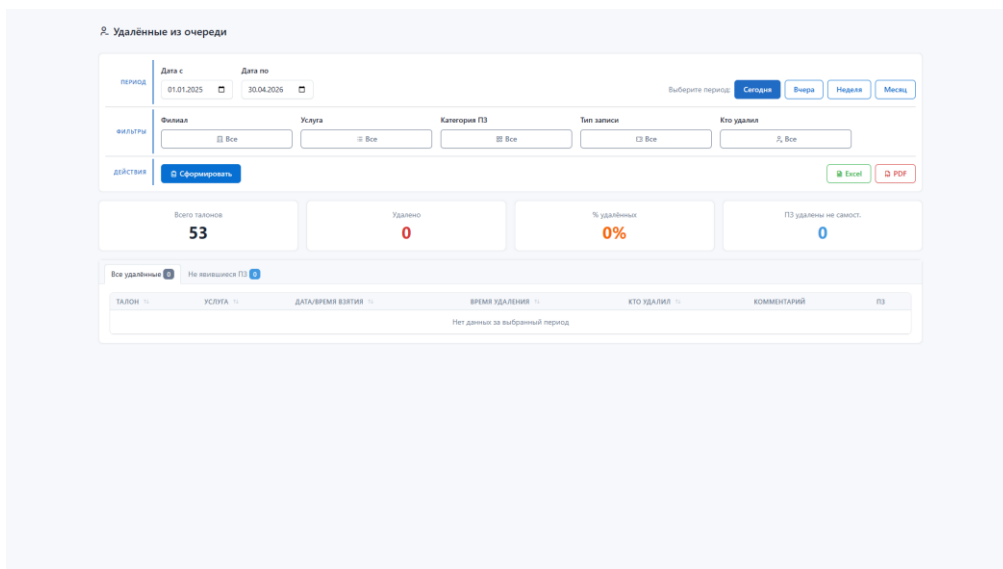 Удалённые из очереди
Дата с Дата по
ПЕРИОД
01.01.2025 30.04.2026 Выберите период: Сегодня Вчера Неделя Месяц
Филиал Услуга Категория ПЗ Тип записи Кто удалил
ФИЛЬТРЫ
Все Все Все Все Все
ДЕЙСТВИЯ Сформировать Excel PDF
Всего талонов Удалено % удалённых ПЗ удалены не самост.
53 0 0% 0
Все удалённые 0 Не явившиеся ПЗ 0
ТАЛОН УСЛУГА ДАТА/ВРЕМЯ ВЗЯТИЯ ВРЕМЯ УДАЛЕНИЯ КТО УДАЛИЛ КОММЕНТАРИЙ ПЗ
Нет данных за выбранный период